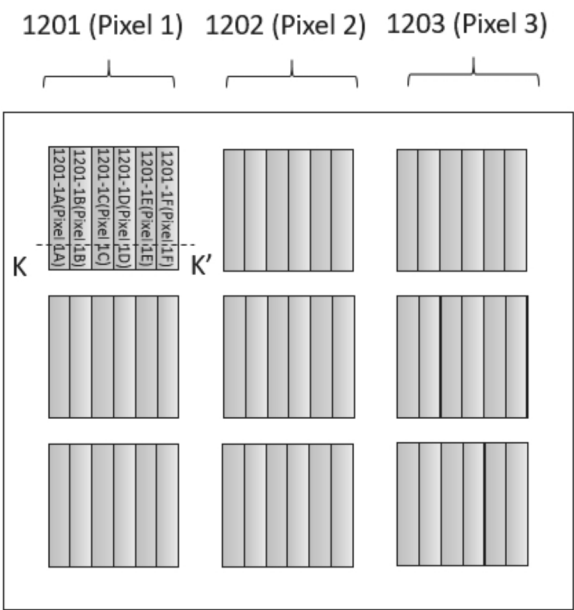 1201 (Pixel 1)
1202 (Pixel 2)
1203 (Pixel 3)
1201-1A(Pixel 1A)
1201-1B(Pixel 1B)
1201-1C(Pixel 1C)
1201-1D(Pixel 1D)
1201-1E(Pixel 1E)
1201-1F(Pixel 1F)
K
K'